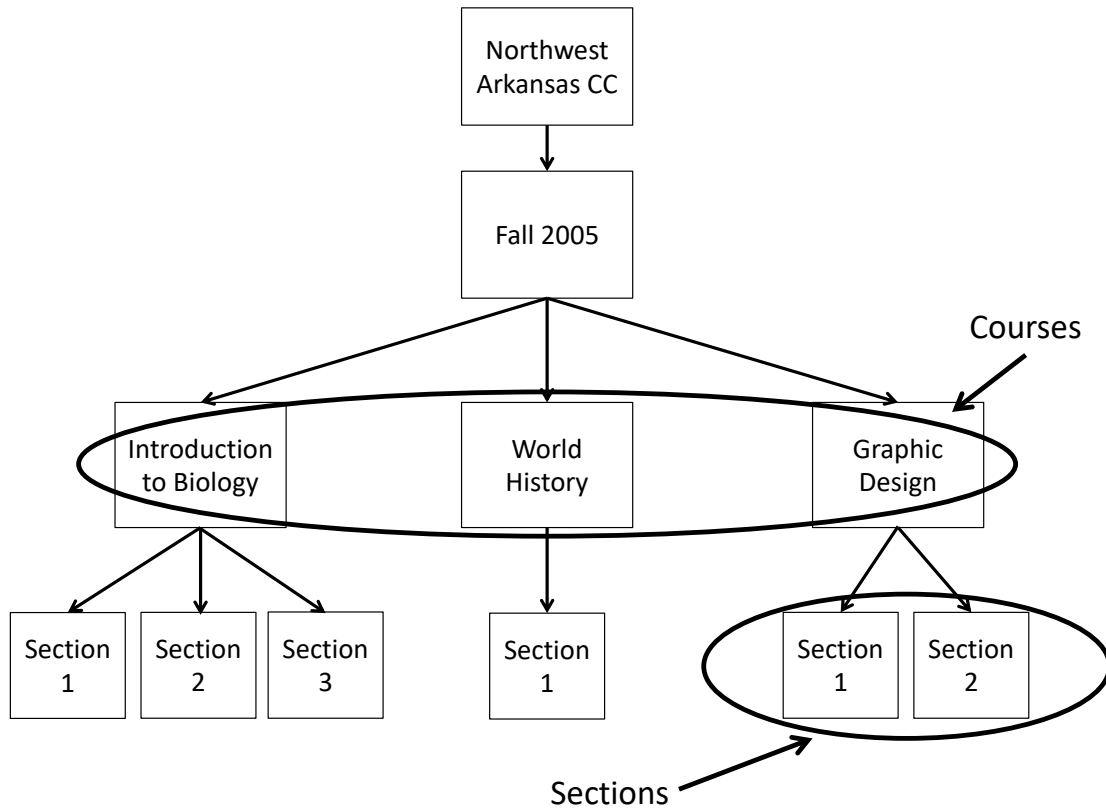 Northwest
Arkansas CC
Fall 2005
Courses
Introduction
to Biology
World
History
Graphic
Design
Section
1
Section
2
Section
3
Section
1
Section
1
Section
2
Sections